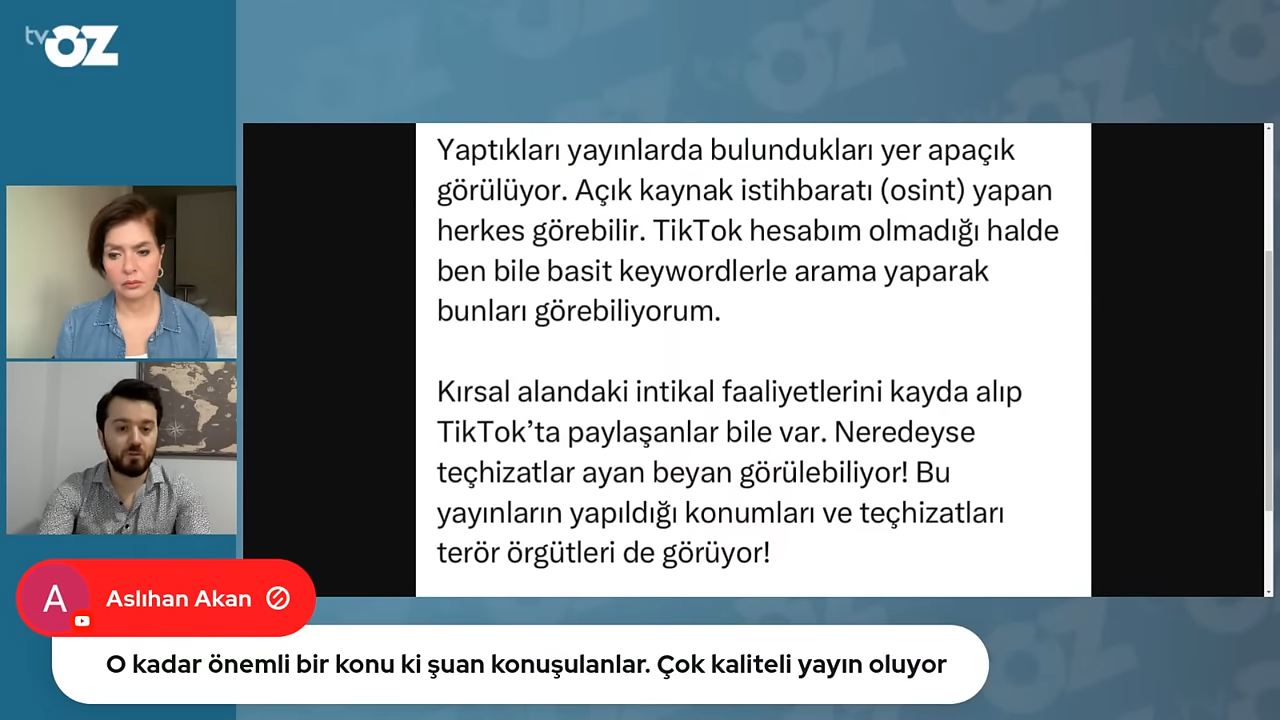 tv ÖZ
Yaptıkları yayınlarda bulundukları yer apaçık
görülüyor. Açık kaynak istihbaratı (osint) yapan
herkes görebilir. TikTok hesabım olmadığı halde
ben bile basit keywordlerle arama yaparak
bunları görebiliyorum.
Kırsal alandaki intikal faaliyetlerini kayda alıp
TikTok’ta paylaşanlar bile var. Neredeyse
teçhizatlar ayan beyan görülebiliyor! Bu
yayınların yapıldığı konumları ve teçhizatları
terör örgütleri de görüyor!
A
Aslıhan Akan
O kadar önemli bir konu ki şuan konuşulanlar. Çok kaliteli yayın oluyor